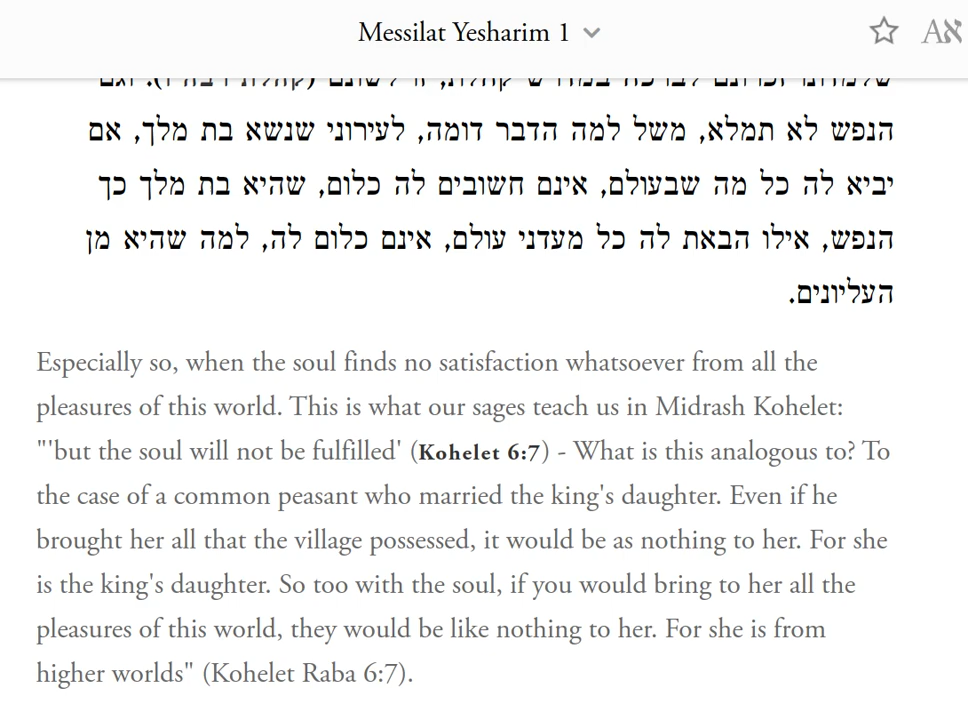 Messilat Yesharim 1
Aא
הנפש לא תמלא, משל למה הדבר דומה, לעירוני שנשא בת מלך, אם
יביא לה כל מה שבעולם, אינם חשובים לה כלום, שהיא בת מלך כך
הנפש, אילו הבאת לה כל מעדני עולם, אינם כלום לה, למה שהיא מן
העליונים.
Especially so, when the soul finds no satisfaction whatsoever from all the
pleasures of this world. This is what our sages teach us in Midrash Kohelet:
"'but the soul will not be fulfilled' (Kohelet 6:7) - What is this analogous to? To
the case of a common peasant who married the king's daughter. Even if he
brought her all that the village possessed, it would be as nothing to her. For she
is the king's daughter. So too with the soul, if you would bring to her all the
pleasures of this world, they would be like nothing to her. For she is from
higher worlds" (Kohelet Raba 6:7).